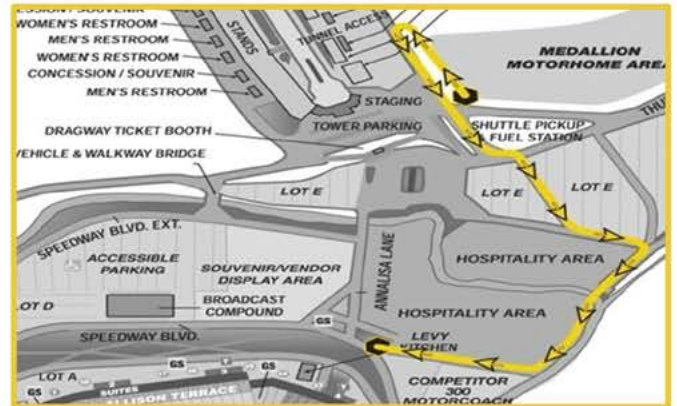 WOMEN'S RESTROOM
MEN'S RESTROOM
WOMEN'S RESTROOM
CONCESSION / SOUVENIR
MEN'S RESTROOM
STANDS
TUNNEL ACCESS
STAGING
TOWER PARKING
MEDALLION
MOTORHOME AREA
DRAGWAY TICKET BOOTH
VEHICLE & WALKWAY BRIDGE
SHUTTLE PICKUP
& FUEL STATION
LOT E
LOT E
LOT E
SPEEDWAY BLVD. EXT.
ACCESSIBLE
PARKING
SOUVENIR/VENDOR
DISPLAY AREA
ANNALISA LANE
HOSPITALITY AREA
LOT D
BROADCAST
COMPOUND
HOSPITALITY AREA
GS
SPEEDWAY BLVD.
LEVY
KITCHEN
GS
GS
LOT A
SUITES
ALLISON TERRACE
COMPETITOR
300
MOTORCOACH